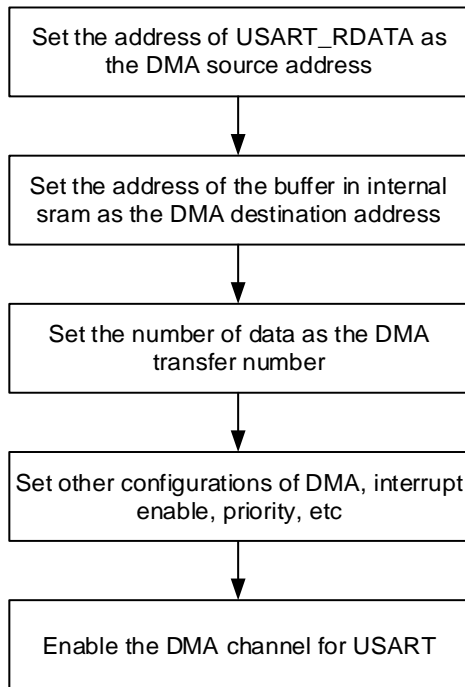 Set the address of USART_RDATA as
the DMA source address
Set the address of the buffer in internal
sram as the DMA destination address
Set the number of data as the DMA
transfer number
Set other configurations of DMA, interrupt
enable, priority, etc
Enable the DMA channel for USART